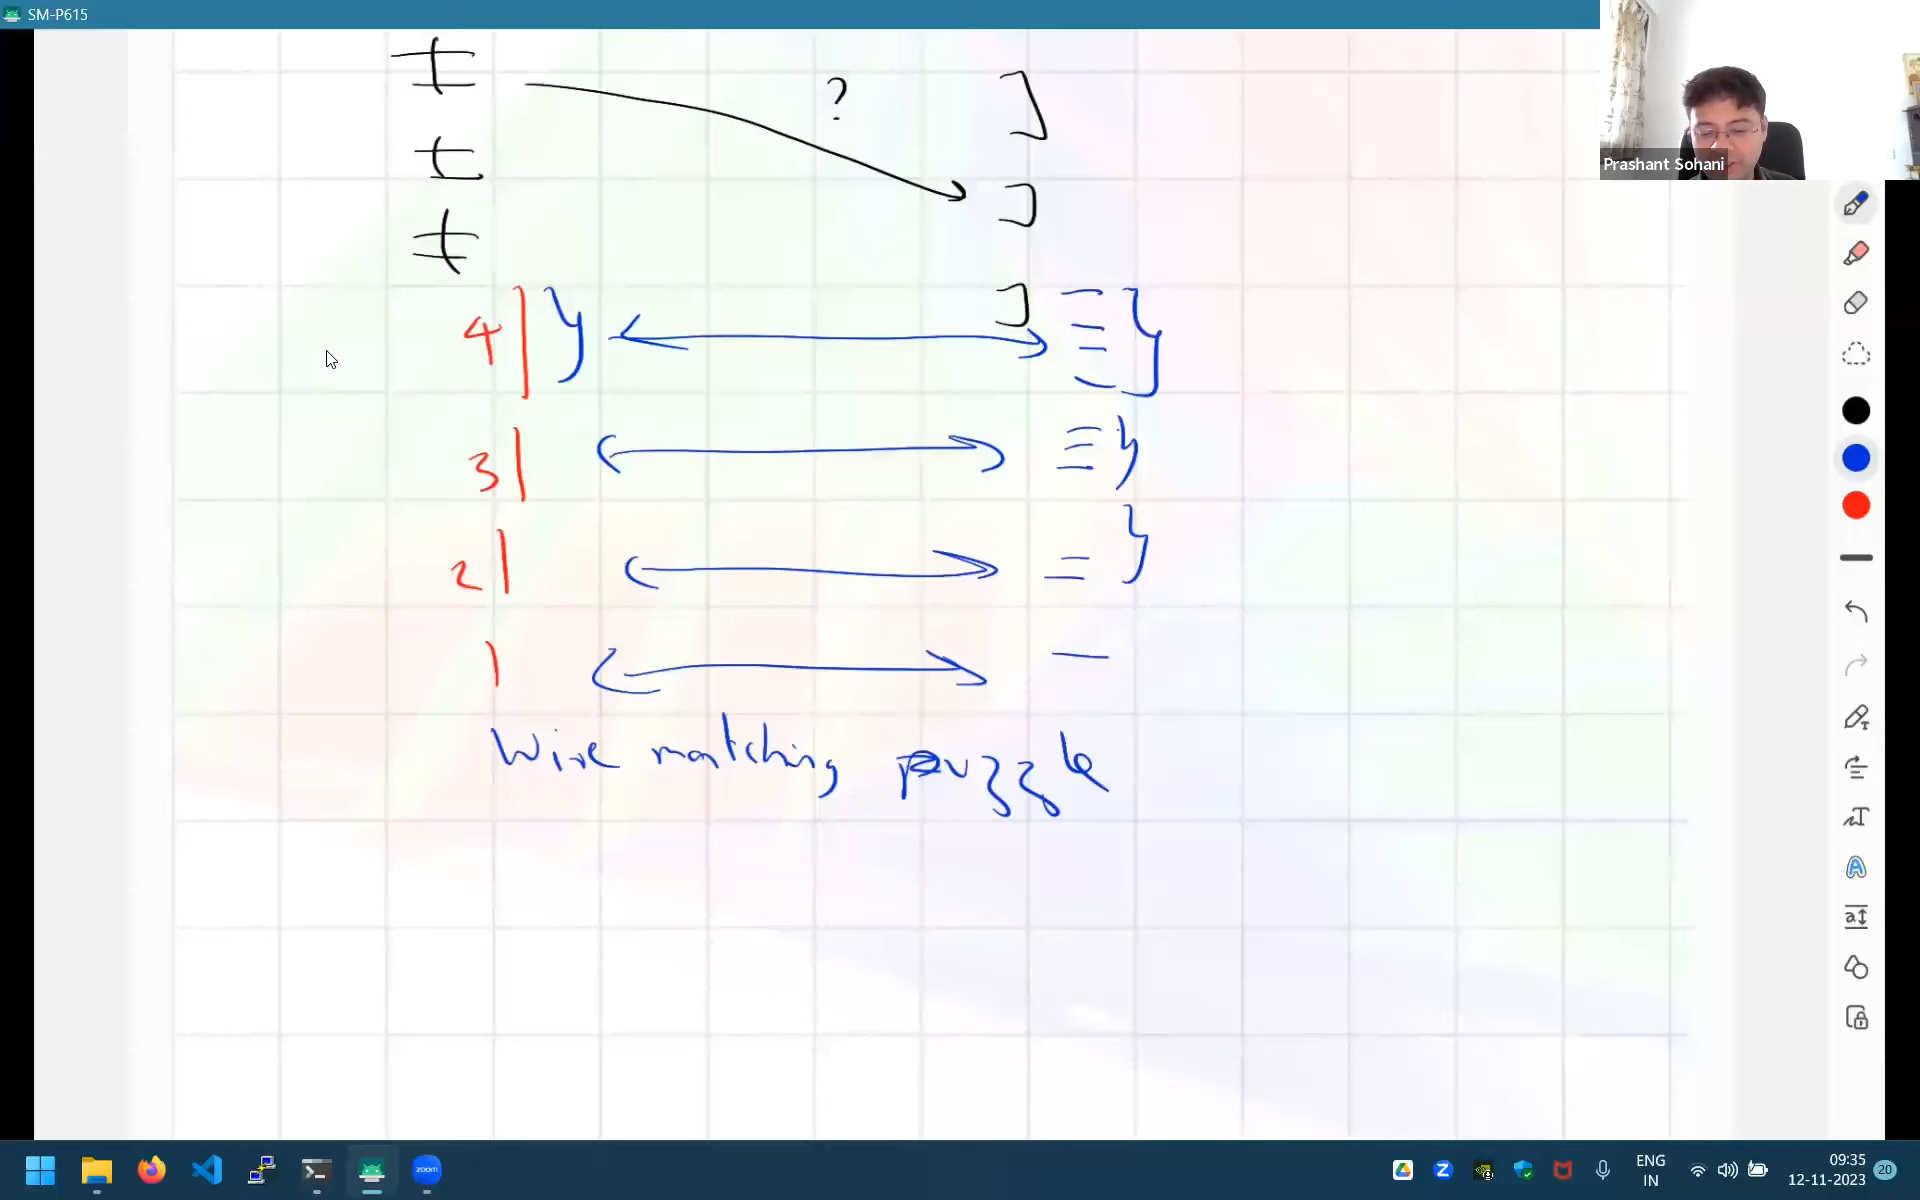 SM-P615
Prashant Sohani
?
4
3
2
1
Wire matching puzzle
ENG
IN
09:35
12-11-2023
20
zoom